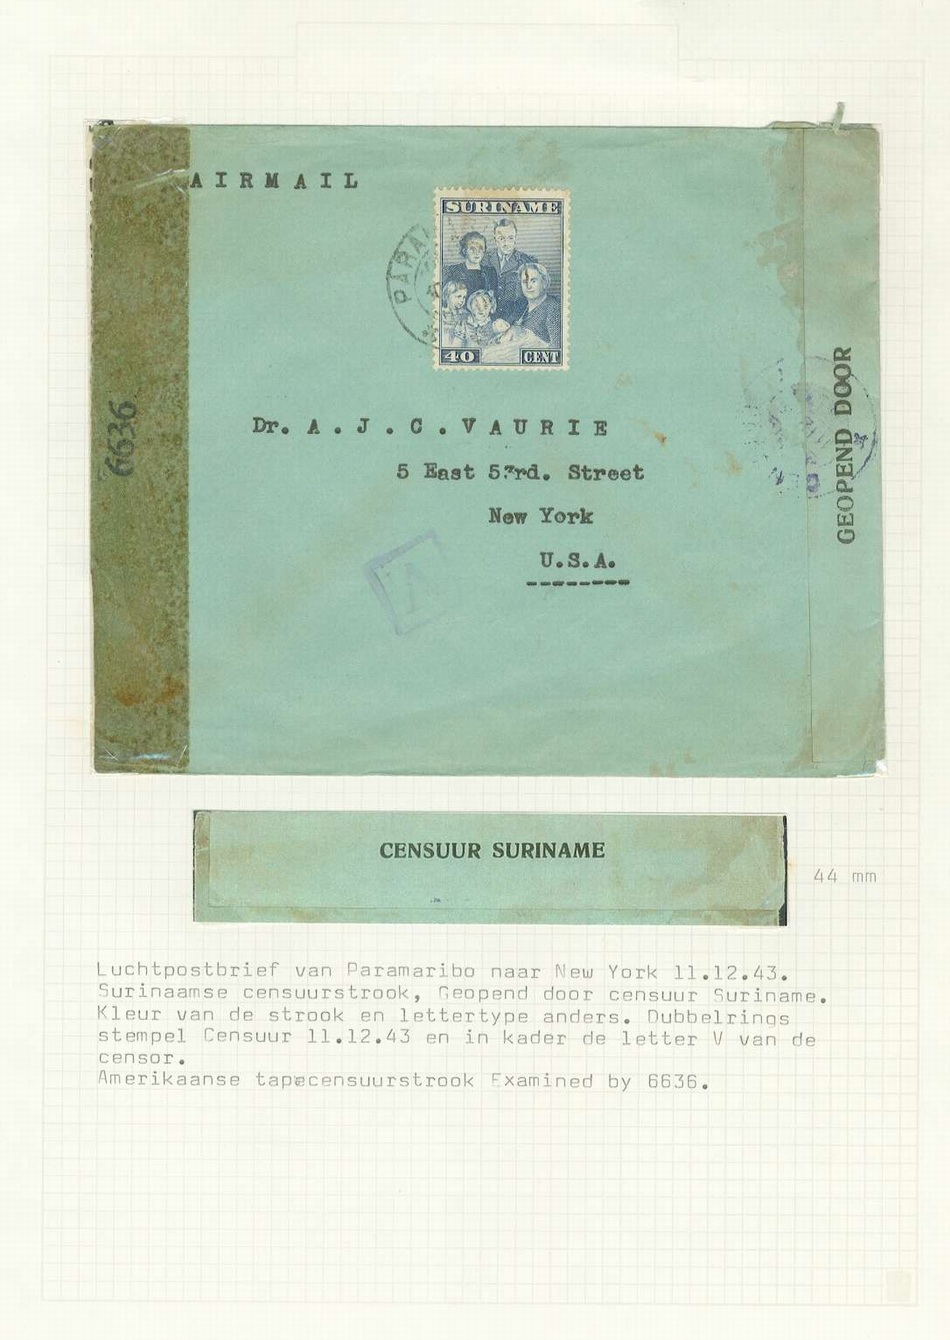 AIRMAIL
PARA
SURINAME
40 CENT
6636
Dr. A. J. C. VAURIE
5 East 53rd. Street
New York
U.S.A.
GEOPEND DOOR
V
CENSUUR SURINAME
44 mm
Luchtpostbrief van Paramaribo naar New York 11.12.43.
Surinaamse censuurstrook, Geopend door censuur Suriname.
Kleur van de strook en lettertype anders. Dubbelrings
stempel Censuur 11.12.43 en in kader de letter V van de
censor.
Amerikaanse tapecensuurstrook Examined by 6636.